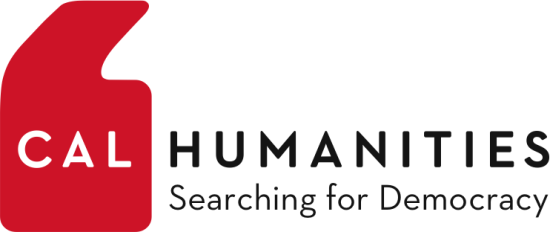 CAL HUMANITIES
Searching for Democracy